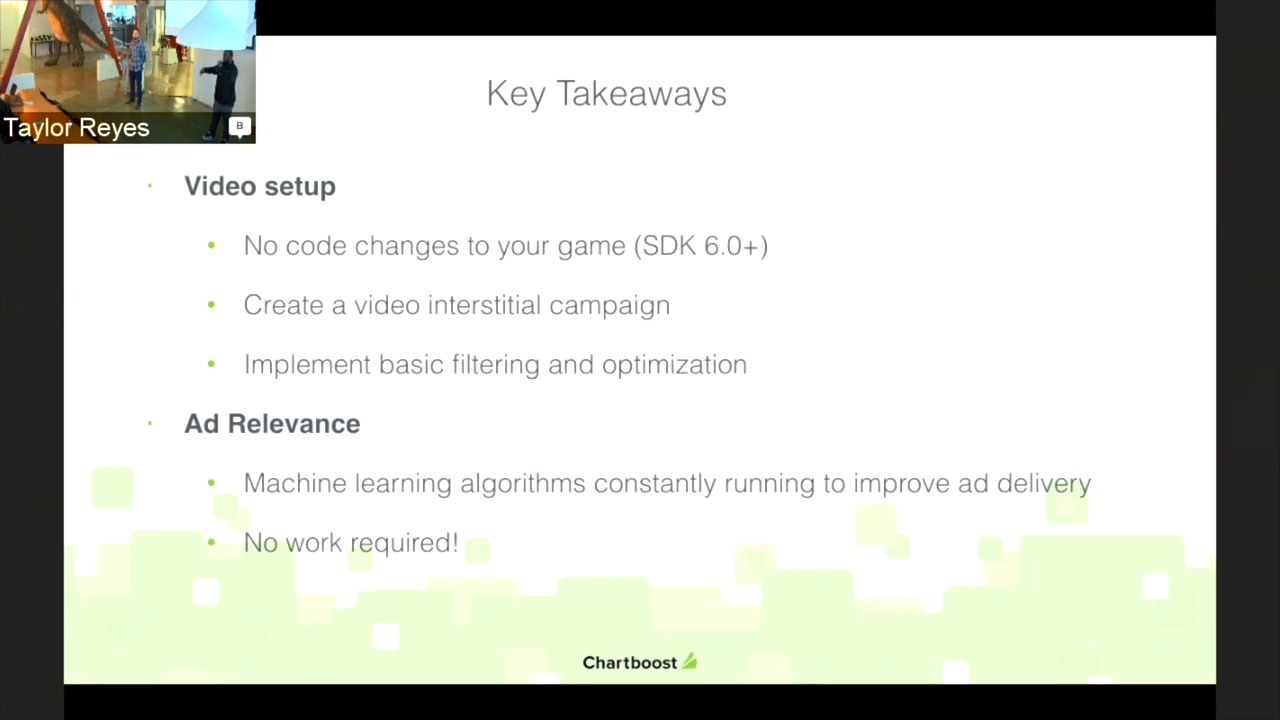 Key Takeaways
Taylor Reyes
B
Video setup
No code changes to your game (SDK 6.0+)
Create a video interstitial campaign
Implement basic filtering and optimization
Ad Relevance
Machine learning algorithms constantly running to improve ad delivery
No work required!
Chartboost